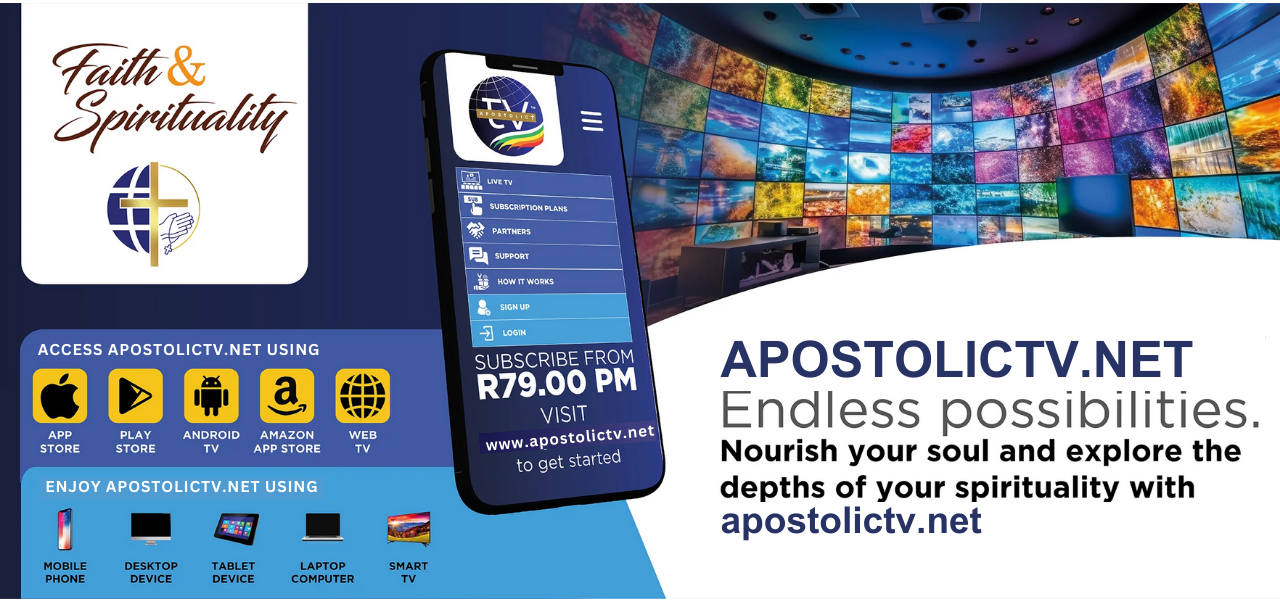 Faith &
Spirituality
TV
APOSTOLIC
LIVE TV
SUB
SUBSCRIPTION PLANS
PARTNERS
SUPPORT
HOW IT WORKS
SIGN UP
LOGIN
SUBSCRIBE FROM
R79.00 PM
VISIT
www.apostolictv.net
to get started
ACCESS APOSTOLICTV.NET USING
APP
STORE
PLAY
STORE
ANDROID
TV
AMAZON
APP STORE
WEB
TV
ENJOY APOSTOLICTV.NET USING
MOBILE
PHONE
DESKTOP
DEVICE
TABLET
DEVICE
LAPTOP
COMPUTER
SMART
TV
APOSTOLICTV.NET
Endless possibilities.
Nourish your soul and explore the
depths of your spirituality with
apostolictv.net